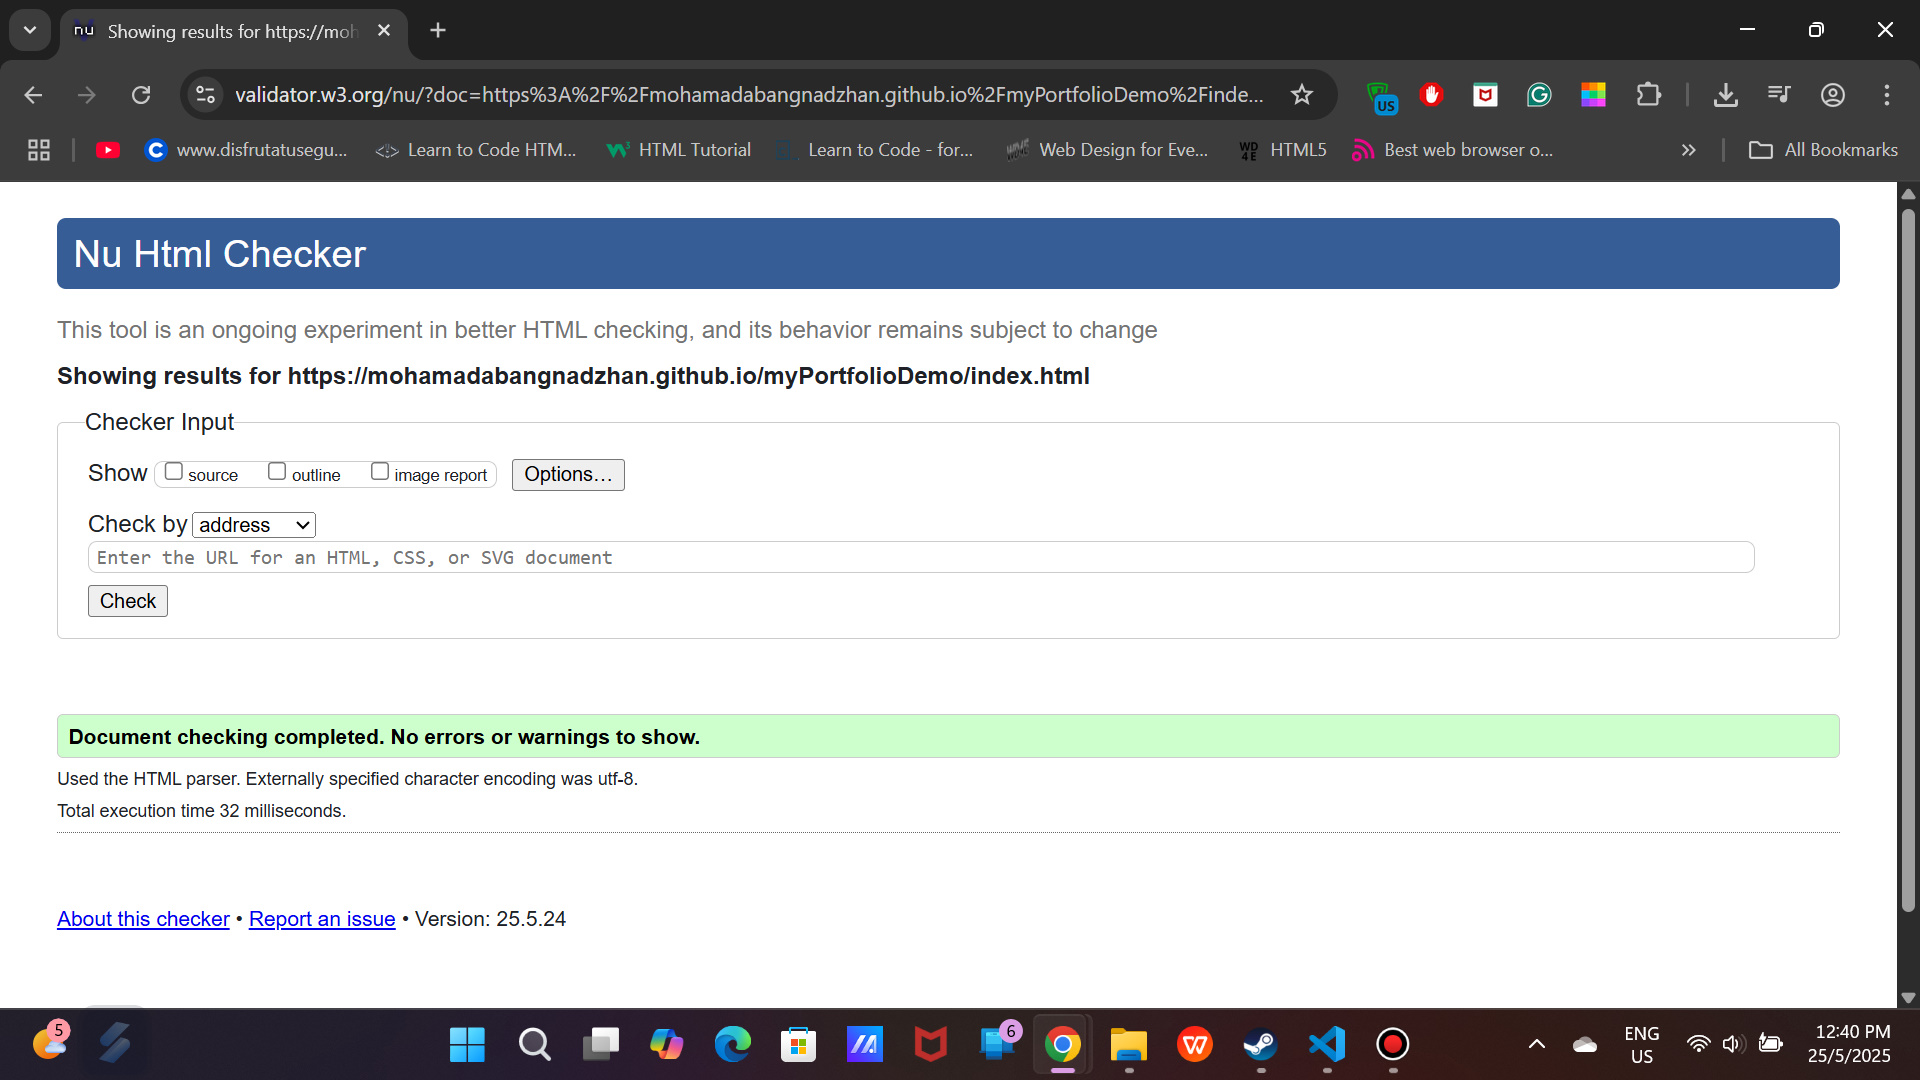 nu Showing results for https://moh
validator.w3.org/nu/?doc=https%3A%2F%2Fmohamadabangnadzhan.github.io%2FmyPortfolioDemo%2Finde...
US
www.disfrutatusegu... Learn to Code HTM... HTML Tutorial Learn to Code - for... Web Design for Eve... WD4E HTML5 Best web browser o... All Bookmarks
Nu Html Checker
This tool is an ongoing experiment in better HTML checking, and its behavior remains subject to change
Showing results for https://mohamadabangnadzhan.github.io/myPortfolioDemo/index.html
Checker Input
Show source outline image report Options…
Check by address
Enter the URL for an HTML, CSS, or SVG document
Check
Document checking completed. No errors or warnings to show.
Used the HTML parser. Externally specified character encoding was utf-8.
Total execution time 32 milliseconds.
About this checker • Report an issue • Version: 25.5.24
5
6
ENG
US
12:40 PM
25/5/2025